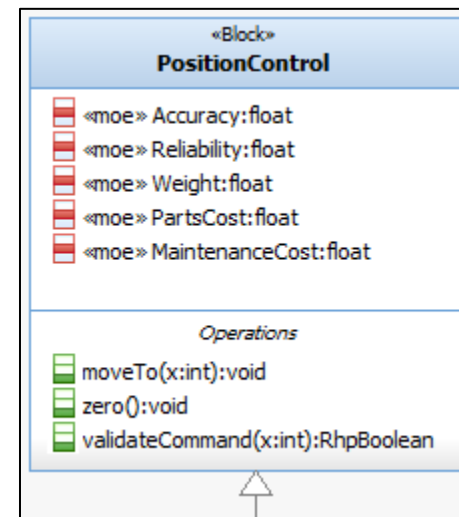 «Block»
PositionControl
«moe» Accuracy:float
«moe» Reliability:float
«moe» Weight:float
«moe» PartsCost:float
«moe» MaintenanceCost:float
Operations
moveTo(x:int):void
zero():void
validateCommand(x:int):RhpBoolean